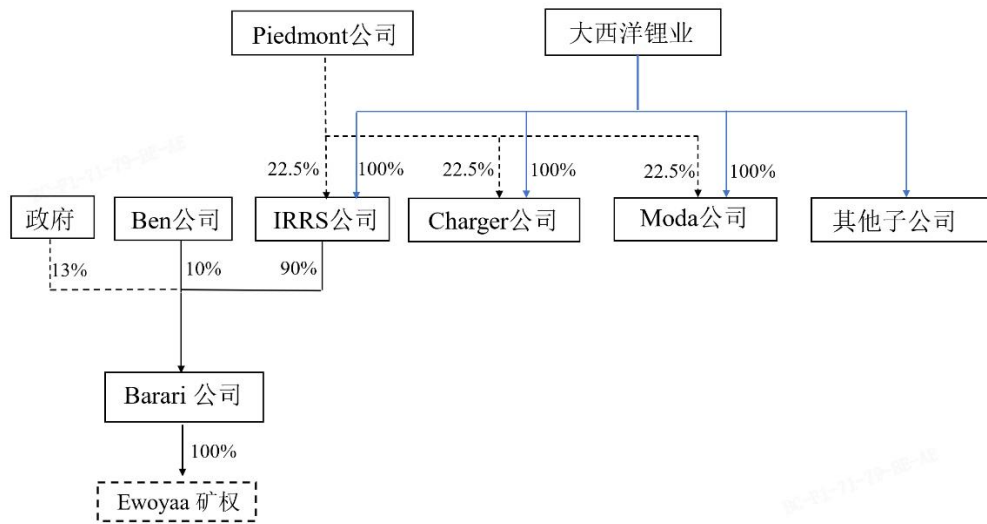 Piedmont公司
大西洋锂业
22.5%
100%
22.5%
100%
22.5%
100%
政府
Ben公司
IRRS公司
Charger公司
Moda公司
其他子公司
13%
10%
90%
Barari 公司
100%
Ewoyaa 矿权